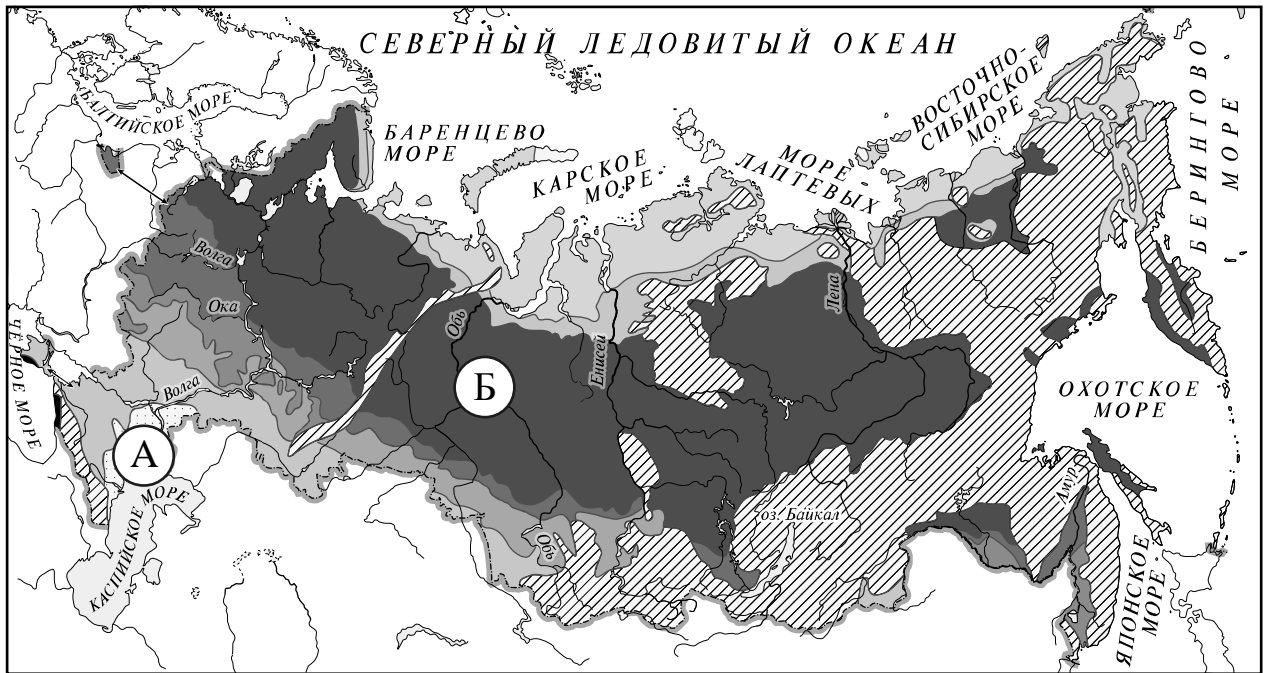 СЕВЕРНЫЙ ЛЕДОВИТЫЙ ОКЕАН
БАЛТИЙСКОЕ МОРЕ
БАРЕНЦЕВО
МОРЕ
КАРСКОЕ
МОРЕ
МОРЕ
ЛАПТЕВЫХ
ВОСТОЧНО-
СИБИРСКОЕ
МОРЕ
БЕРИНГОВО
МОРЕ
Волга
Ока
Обь
Енисей
Лена
ЧЁРНОЕ МОРЕ
Волга
А
Б
ОХОТСКОЕ
МОРЕ
КАСПИЙСКОЕ МОРЕ
Обь
оз. Байкал
Амур
ЯПОНСКОЕ
МОРЕ